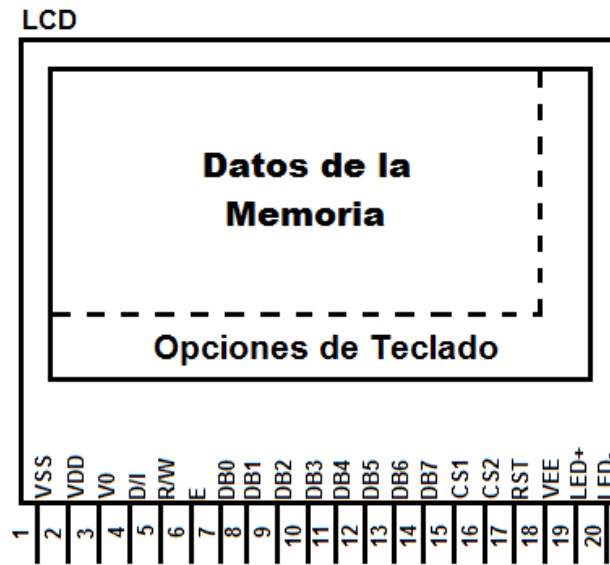 LCD
Datos de la
Memoria
Opciones de Teclado
VSS
VDD
V0
D/I
R/W
E
DB0
DB1
DB2
DB3
DB4
DB5
DB6
DB7
CS1
CS2
RST
VEE
LED+
LED-
1
2
3
4
5
6
7
8
9
10
11
12
13
14
15
16
17
18
19
20